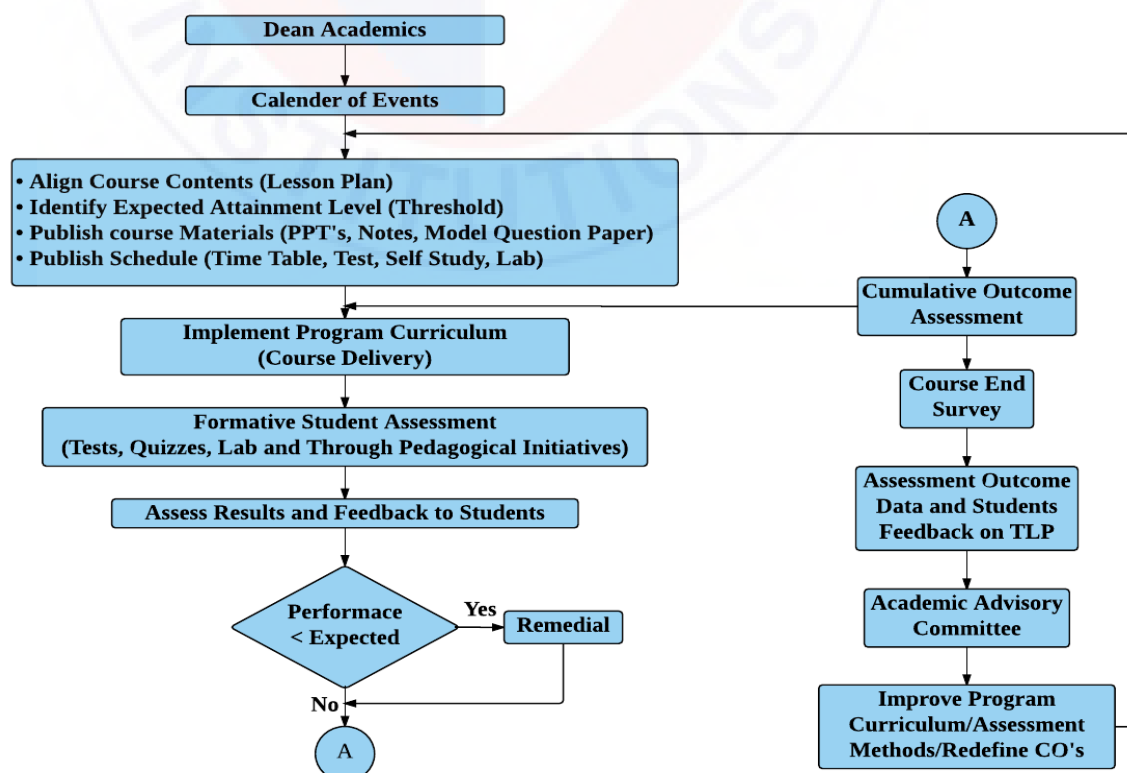 INSTITUTIONS
Dean Academics
Calender of Events
• Align Course Contents (Lesson Plan)
• Identify Expected Attainment Level (Threshold)
• Publish course Materials (PPT's, Notes, Model Question Paper)
• Publish Schedule (Time Table, Test, Self Study, Lab)
Implement Program Curriculum
(Course Delivery)
Formative Student Assessment
(Tests, Quizzes, Lab and Through Pedagogical Initiatives)
Assess Results and Feedback to Students
Performace
< Expected
Yes
Remedial
No
A
A
Cumulative Outcome
Assessment
Course End
Survey
Assessment Outcome
Data and Students
Feedback on TLP
Academic Advisory
Committee
Improve Program
Curriculum/Assessment
Methods/Redefine CO's